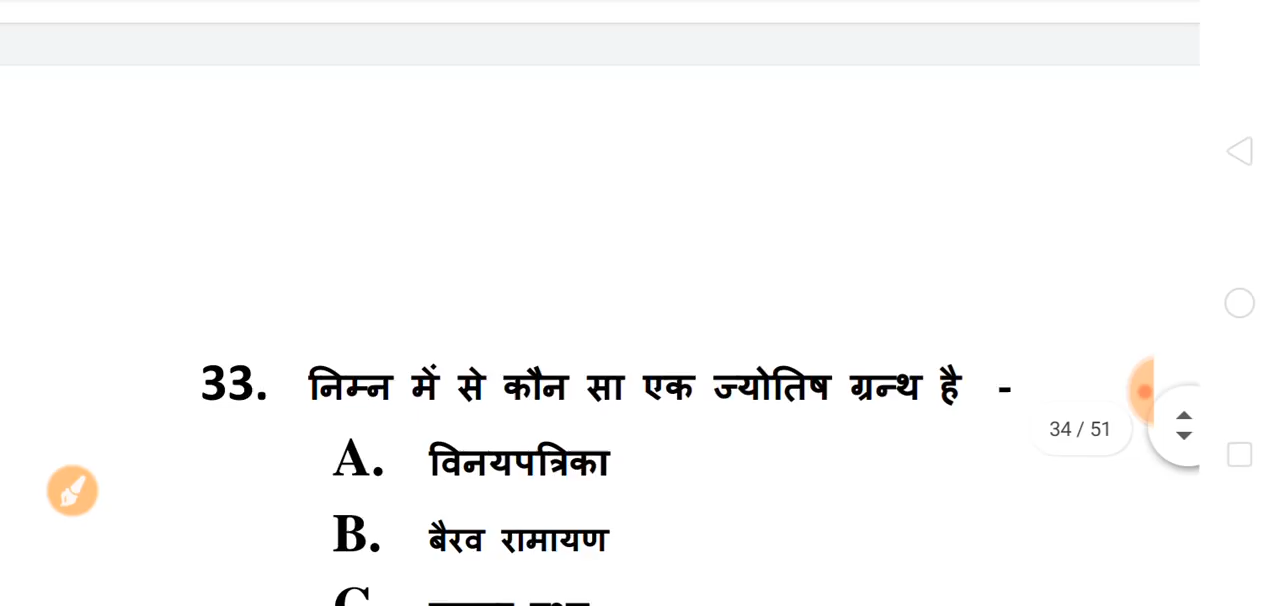 33. निम्न में से कौन सा एक ज्योतिष ग्रन्थ है -
34 / 51
A. विनयपत्रिका
B. बैरव रामायण
C